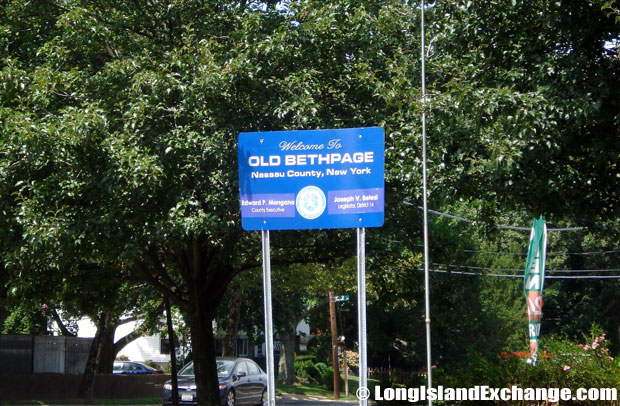 Welcome To
OLD BETHPAGE
Nassau County, New York
Edward P. Mangano
County Executive
Joseph V. Belesi
Legislator, District 14
© LongIslandExchange.com